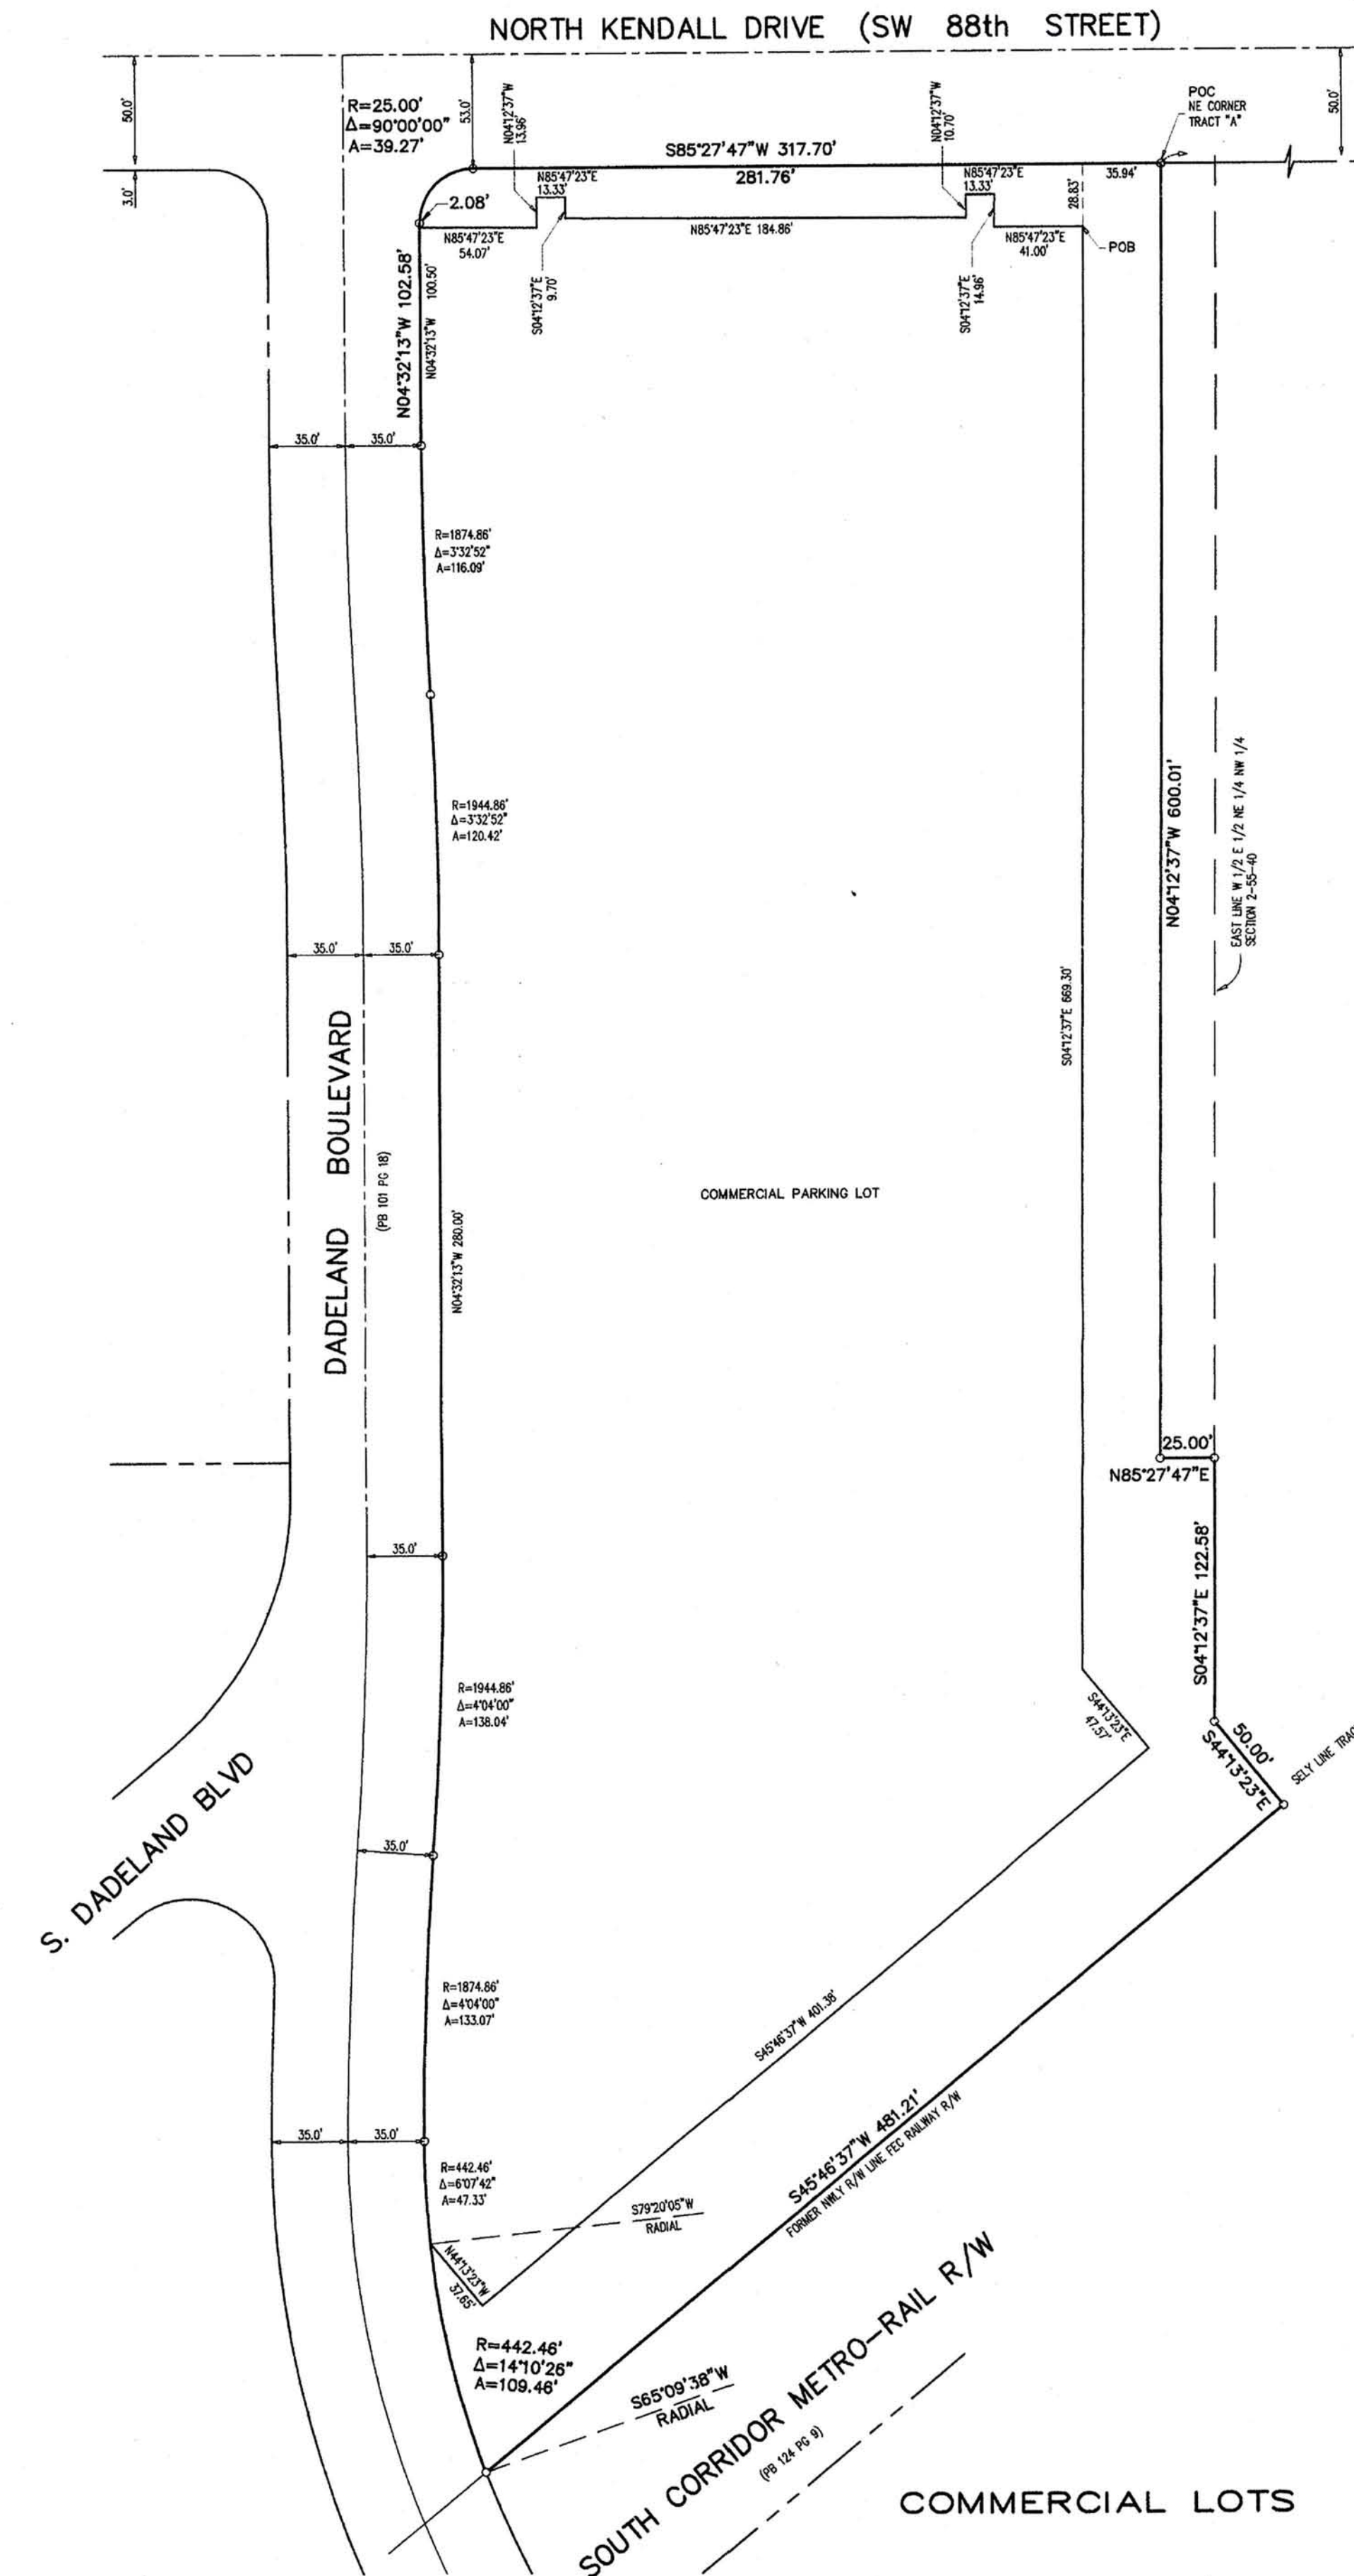 NORTH KENDALL DRIVE (SW 88th STREET)
50.0'
R=25.00'
Δ=90°00'00"
A=39.27'
53.0'
N04°12'37"W
13.96'
S85°27'47"W 317.70'
281.76'
N04°12'37"W
10.70'
POC
NE CORNER
TRACT "A"
50.0'
3.0'
2.08'
N85°47'23"E
13.33'
N85°47'23"E
13.33'
35.94'
28.83'
N85°47'23"E
54.07'
N85°47'23"E 184.86'
N85°47'23"E
41.00'
POB
S04°12'37"E
9.70'
S04°12'37"E
14.96'
N04°32'13"W 102.58'
N04°32'13"W 100.50'
35.0'
35.0'
R=1874.86'
Δ=3°32'52"
A=116.09'
R=1944.86'
Δ=3°32'52"
A=120.42'
N04°12'37"W 600.01'
EAST LINE W 1/2 E 1/2 NE 1/4 NW 1/4
SECTION 2-55-40
35.0'
35.0'
S04°12'37"E 669.30'
DADELAND BOULEVARD
(PB 101 PG 18)
COMMERCIAL PARKING LOT
N04°32'13"W 280.00'
25.00'
N85°27'47"E
35.0'
S04°12'37"E 122.58'
R=1944.86'
Δ=4°04'00"
A=138.04'
S44°13'23"E
47.57'
50.00'
S44°13'23"E
SELY LINE TRAC
S. DADELAND BLVD
35.0'
R=1874.86'
Δ=4°04'00"
A=133.07'
S45°46'37"W 401.38'
S45°46'37"W 481.21'
FORMER NWLY R/W LINE FEC RAILWAY R/W
35.0'
35.0'
R=442.46'
Δ=6°07'42"
A=47.33'
S79°20'05"W
RADIAL
N44°13'23"W
37.65'
R=442.46'
Δ=14°10'26"
A=109.46'
S65°09'38"W
RADIAL
SOUTH CORRIDOR METRO-RAIL R/W
(PB 124 PG 9)
COMMERCIAL LOTS